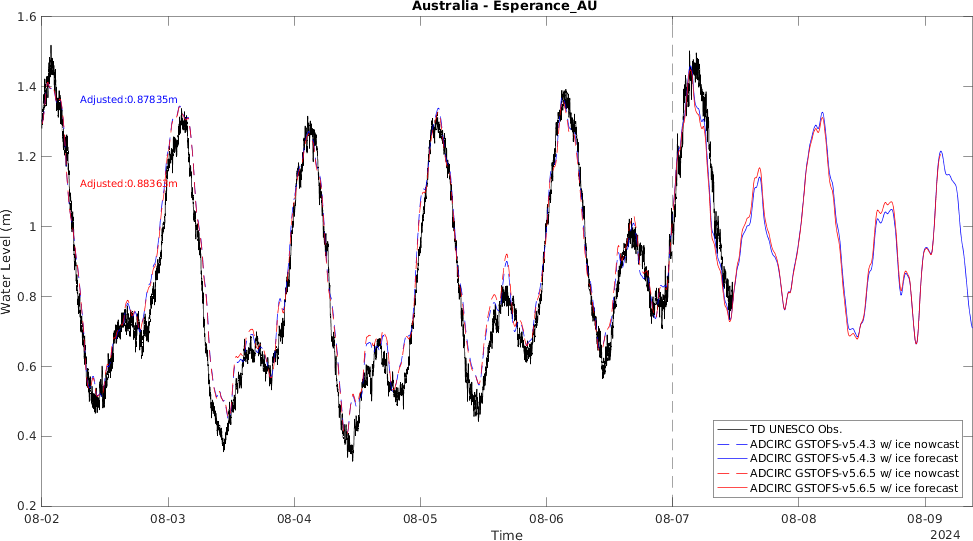 Australia - Esperance_AU
1.6
1.4
1.2
1
0.8
0.6
0.4
0.2
Water Level (m)
Adjusted:0.87835m
Adjusted:0.88363m
TD UNESCO Obs.
ADCIRC GSTOFS-v5.4.3 w/ ice nowcast
ADCIRC GSTOFS-v5.4.3 w/ ice forecast
ADCIRC GSTOFS-v5.6.5 w/ ice nowcast
ADCIRC GSTOFS-v5.6.5 w/ ice forecast
08-02 08-03 08-04 08-05 08-06 08-07 08-08 08-09
Time
2024